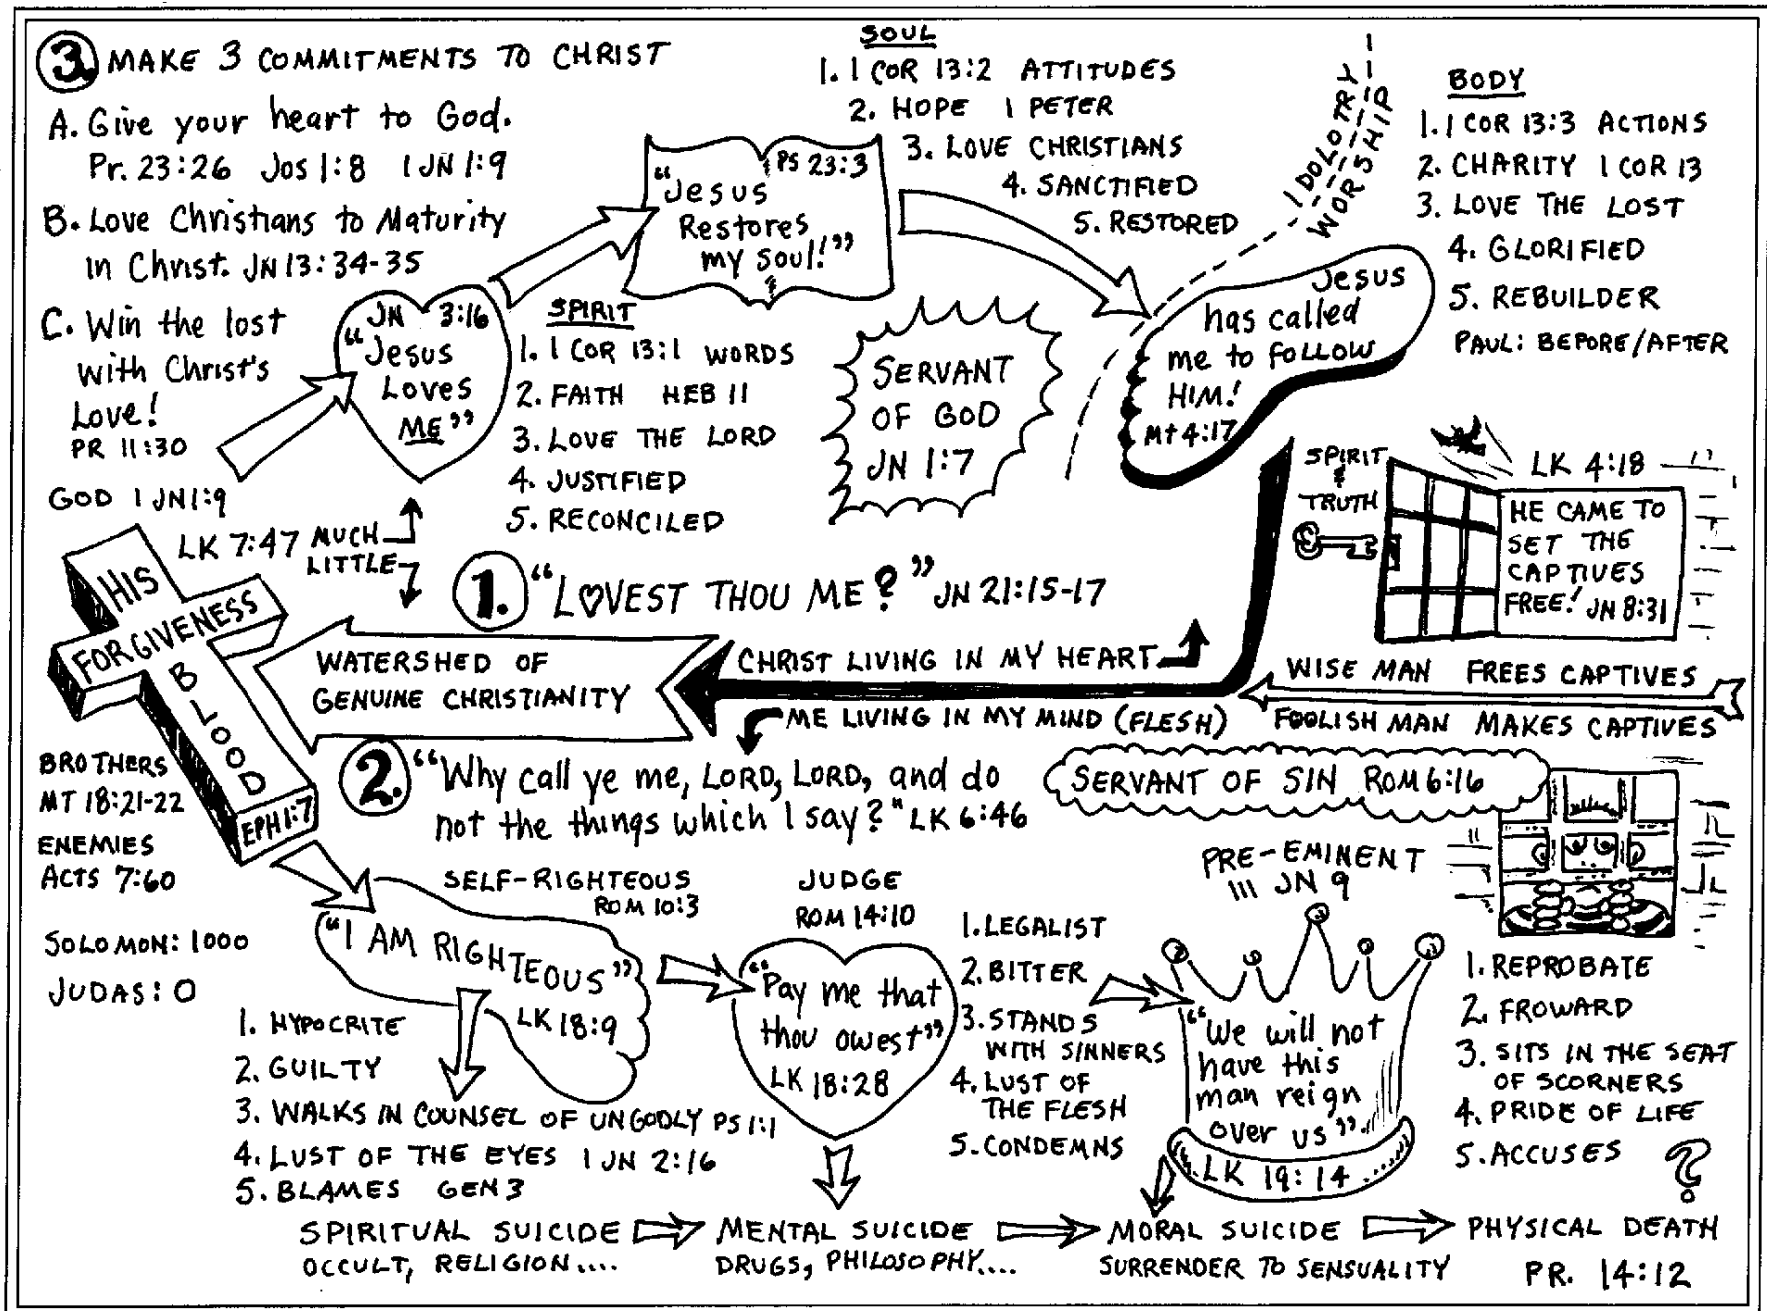 3. MAKE 3 COMMITMENTS TO CHRIST
A. Give your heart to God.
Pr. 23:26 Jos 1:8 1 JN 1:9
B. Love Christians to Maturity
in Christ. JN 13:34-35
C. Win the lost
with Christ's
Love!
PR 11:30
GOD 1 JN 1:9
JN 3:16
"Jesus
Loves
ME"
PS 23:3
"Jesus
Restores
my soul!"
SOUL
1. 1 COR 13:2 ATTITUDES
2. HOPE 1 PETER
3. LOVE CHRISTIANS
4. SANCTIFIED
5. RESTORED
IDOLOTRY
WORSHIP
BODY
1. 1 COR 13:3 ACTIONS
2. CHARITY 1 COR 13
3. LOVE THE LOST
4. GLORIFIED
5. REBUILDER
PAUL: BEFORE/AFTER
SPIRIT
1. 1 COR 13:1 WORDS
2. FAITH HEB 11
3. LOVE THE LORD
4. JUSTIFIED
5. RECONCILED
SERVANT
OF GOD
JN 1:7
Jesus
has called
me to follow
HIM!
Mt 4:17
SPIRIT
&
TRUTH
LK 4:18
HE CAME TO
SET THE
CAPTIVES
FREE! JN 8:31
LK 7:47 MUCH
LITTLE
HIS
FORGIVENESS
BLOOD
EPH 1:7
1. "LOVEST THOU ME?" JN 21:15-17
WATERSHED OF
GENUINE CHRISTIANITY
CHRIST LIVING IN MY HEART
ME LIVING IN MY MIND (FLESH)
WISE MAN FREES CAPTIVES
FOOLISH MAN MAKES CAPTIVES
2. "Why call ye me, LORD, LORD, and do
not the things which I say?" LK 6:46
SERVANT OF SIN ROM 6:16
BROTHERS
MT 18:21-22
ENEMIES
ACTS 7:60
SOLOMON: 1000
JUDAS: 0
SELF-RIGHTEOUS
ROM 10:3
"I AM RIGHTEOUS"
LK 18:9
1. HYPOCRITE
2. GUILTY
3. WALKS IN COUNSEL OF UNGODLY PS 1:1
4. LUST OF THE EYES 1 JN 2:16
5. BLAMES GEN 3
JUDGE
ROM 14:10
"Pay me that
thou owest"
LK 18:28
1. LEGALIST
2. BITTER
3. STANDS
WITH SINNERS
4. LUST OF
THE FLESH
5. CONDEMNS
PRE-EMINENT
III JN 9
"We will not
have this
man reign
over us"
LK 19:14
1. REPROBATE
2. FROWARD
3. SITS IN THE SEAT
OF SCORNERS
4. PRIDE OF LIFE
5. ACCUSES
?
SPIRITUAL SUICIDE
OCCULT, RELIGION....
MENTAL SUICIDE
DRUGS, PHILOSOPHY....
MORAL SUICIDE
SURRENDER TO SENSUALITY
PHYSICAL DEATH
PR. 14:12